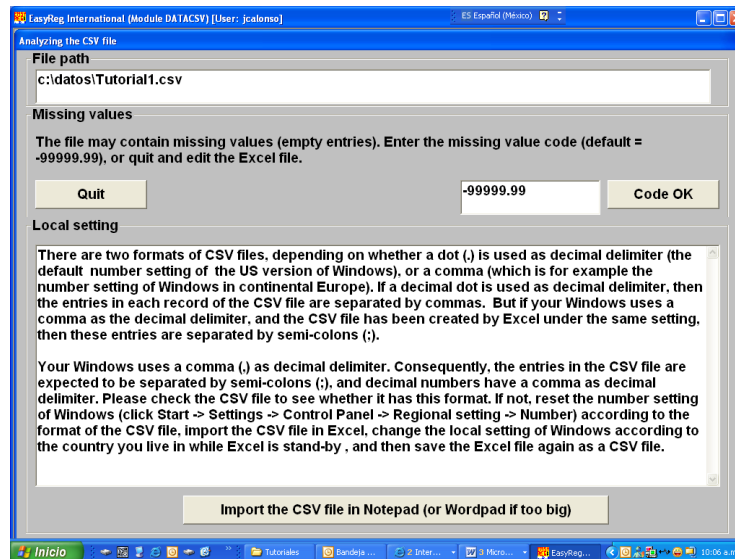 EasyReg International (Module DATACSV) [User: jcalonso]
ES Español (México)
Analyzing the CSV file
File path
c:\datos\Tutorial1.csv
Missing values
The file may contain missing values (empty entries). Enter the missing value code (default =
-99999.99), or quit and edit the Excel file.
Quit
-99999.99
Code OK
Local setting
There are two formats of CSV files, depending on whether a dot (.) is used as decimal delimiter (the
default number setting of the US version of Windows), or a comma (which is for example the
number setting of Windows in continental Europe). If a decimal dot is used as decimal delimiter, then
the entries in each record of the CSV file are separated by commas. But if your Windows uses a
comma as the decimal delimiter, and the CSV file has been created by Excel under the same setting,
then these entries are separated by semi-colons (;).
Your Windows uses a comma (,) as decimal delimiter. Consequently, the entries in the CSV file are
expected to be separated by semi-colons (;), and decimal numbers have a comma as decimal
delimiter. Please check the CSV file to see whether it has this format. If not, reset the number setting
of Windows (click Start -> Settings -> Control Panel -> Regional setting -> Number) according to the
format of the CSV file, import the CSV file in Excel, change the local setting of Windows according to
the country you live in while Excel is stand-by , and then save the Excel file again as a CSV file.
Import the CSV file in Notepad (or Wordpad if too big)
Inicio
Tutoriales
Bandeja ...
2 Inter...
3 Micro...
EasyReg...
10:06 a.m